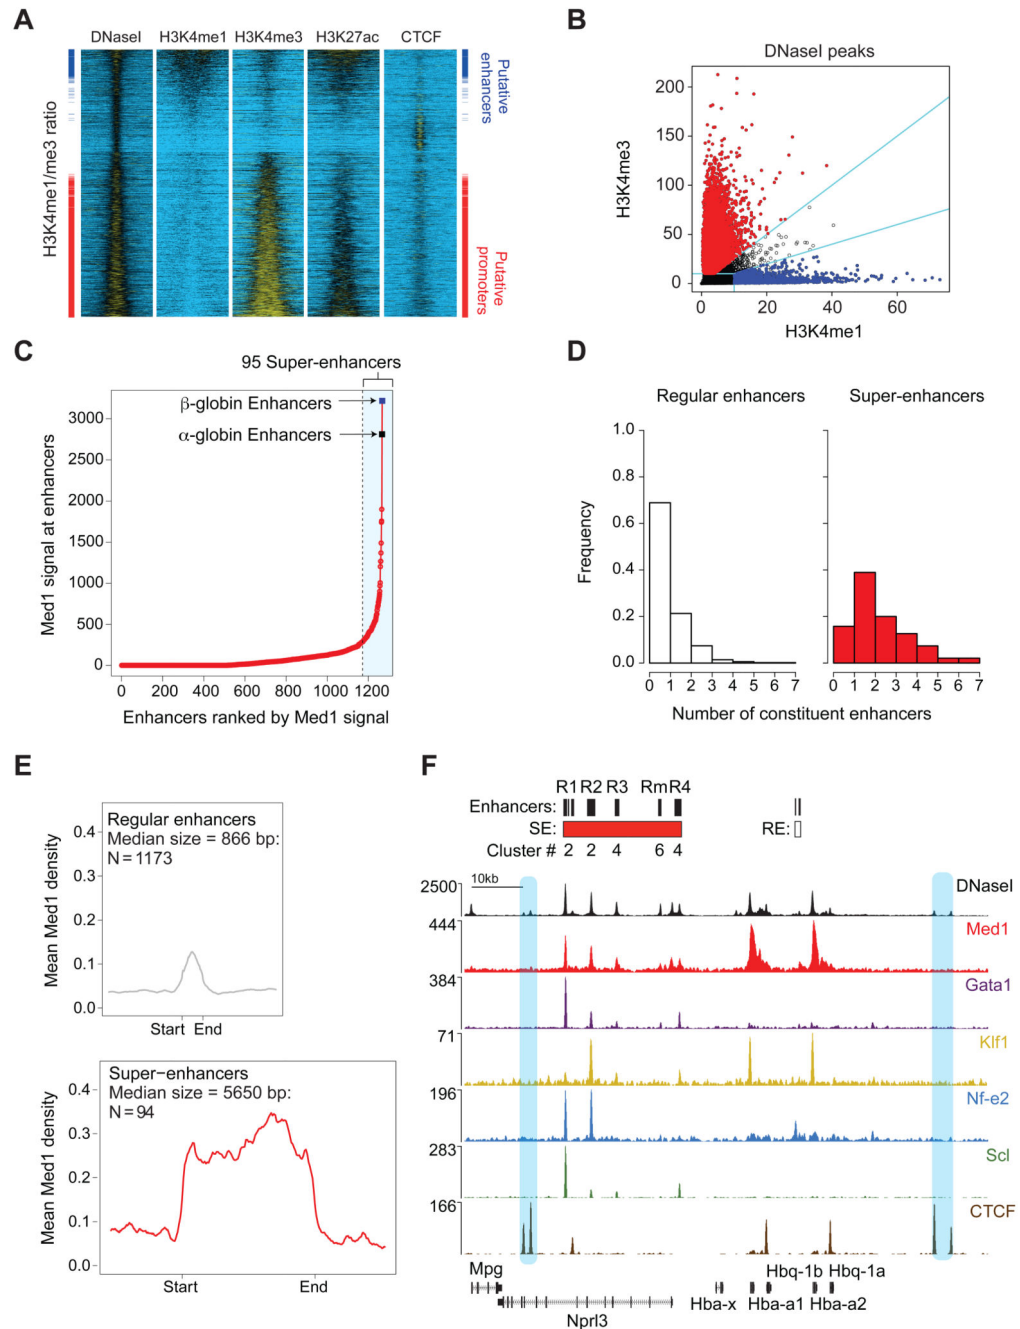 A
DNaseI H3K4me1 H3K4me3 H3K27ac CTCF
H3K4me1/me3 ratio
Putative
enhancers
Putative
promoters
B
DNaseI peaks
H3K4me3
200
150
100
50
0
0 20 40 60
H3K4me1
C
95 Super-enhancers
β-globin Enhancers
α-globin Enhancers
Med1 signal at enhancers
3000
2500
2000
1500
1000
500
0
0 200 400 600 800 1000 1200
Enhancers ranked by Med1 signal
D
Regular enhancers Super-enhancers
Frequency
1.0
0.8
0.6
0.4
0.2
0.0
0 1 2 3 4 5 6 7 0 1 2 3 4 5 6 7
Number of constituent enhancers
E
Mean Med1 density
0.4
0.3
0.2
0.1
0.0
Regular enhancers
Median size = 866 bp:
N = 1173
Start End
Mean Med1 density
0.4
0.3
0.2
0.1
0.0
Super-enhancers
Median size = 5650 bp:
N = 94
Start End
F
R1 R2 R3 Rm R4
Enhancers:
SE: RE:
Cluster # 2 2 4 6 4
10kb
2500 DNaseI
444 Med1
384 Gata1
71 Klf1
196 Nf-e2
283 Scl
166 CTCF
Mpg Hbq-1b Hbq-1a
Hba-x Hba-a1 Hba-a2
Nprl3